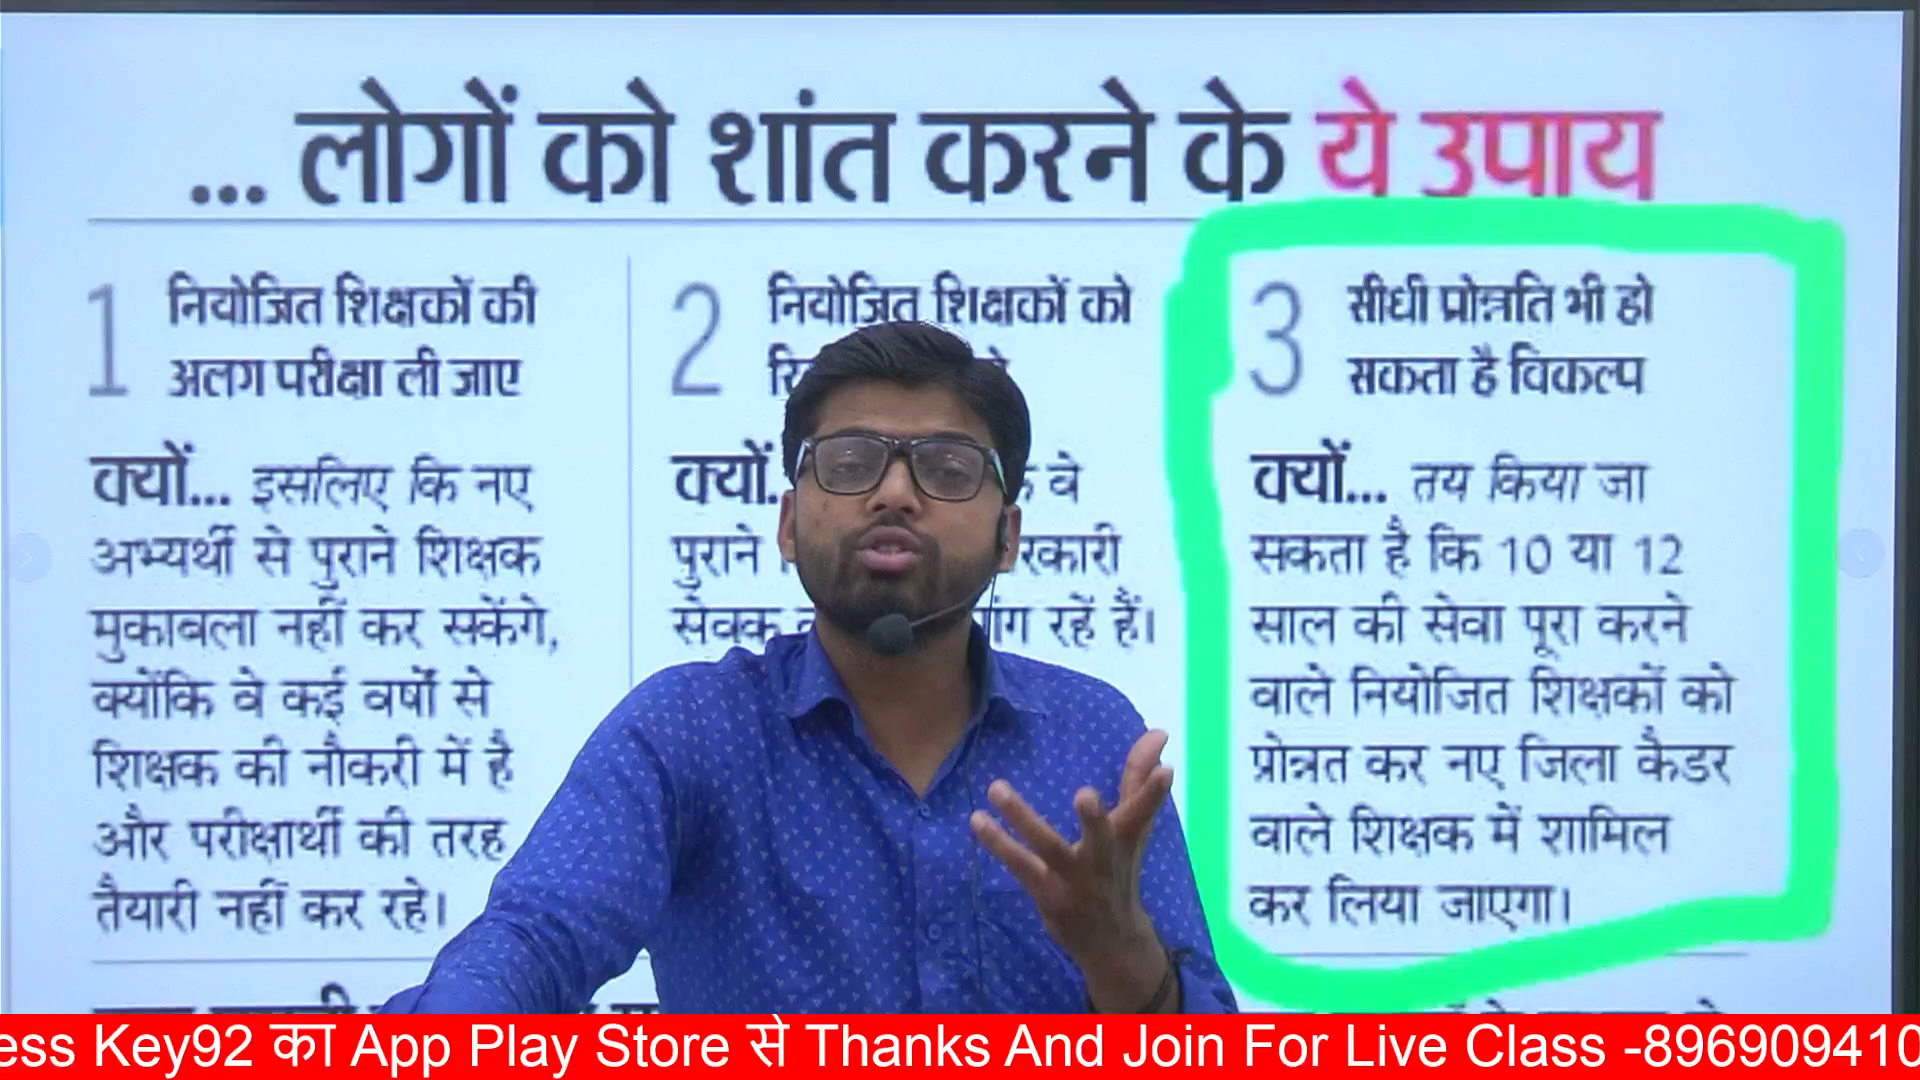 ... लोगों को शांत करने के ये उपाय
1
नियोजित शिक्षकों की
अलग परीक्षा ली जाए
क्यों... इसलिए कि नए
अभ्यर्थी से पुराने शिक्षक
मुकाबला नहीं कर सकेंगे,
क्योंकि वे कई वर्षों से
शिक्षक की नौकरी में है
और परीक्षार्थी की तरह
तैयारी नहीं कर रहे।
2
नियोजित शिक्षकों को
क्यों. वे
पुराने
सेवक रहें हैं।
3
सीधी प्रोन्नति भी हो
सकता है विकल्प
क्यों... तय किया जा
सकता है कि 10 या 12
साल की सेवा पूरा करने
वाले नियोजित शिक्षकों को
प्रोन्नत कर नए जिला कैडर
वाले शिक्षक में शामिल
कर लिया जाएगा।
ess Key92 का App Play Store से Thanks And Join For Live Class -896909410